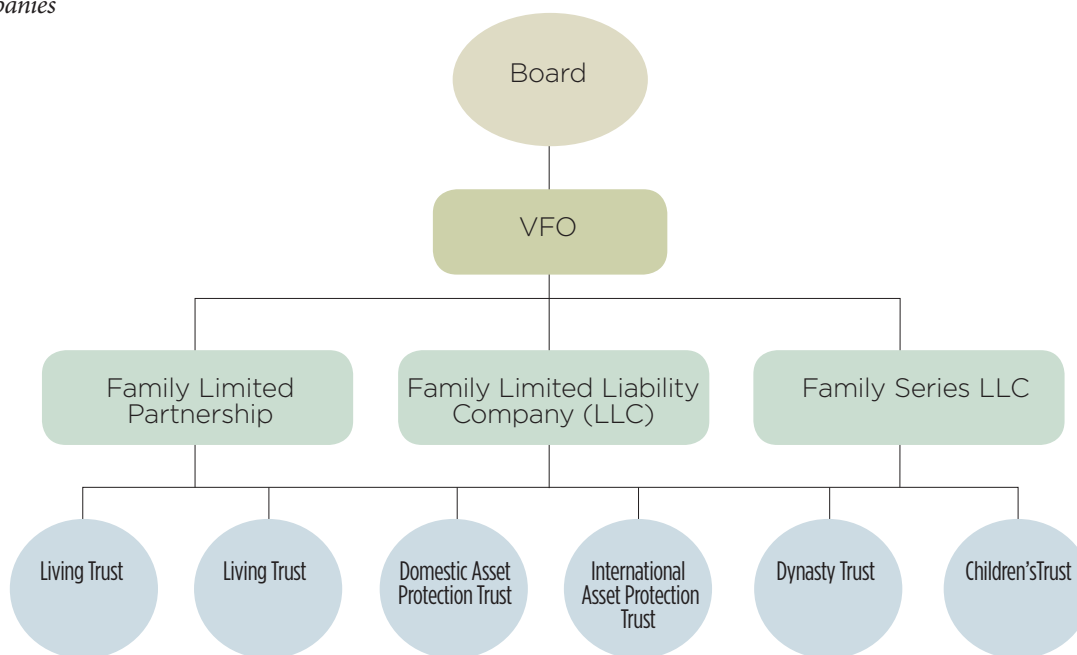 Board
VFO
Family Limited
Partnership
Family Limited Liability
Company (LLC)
Family Series LLC
Living Trust
Living Trust
Domestic Asset
Protection Trust
International
Asset Protection
Trust
Dynasty Trust
Children'sTrust